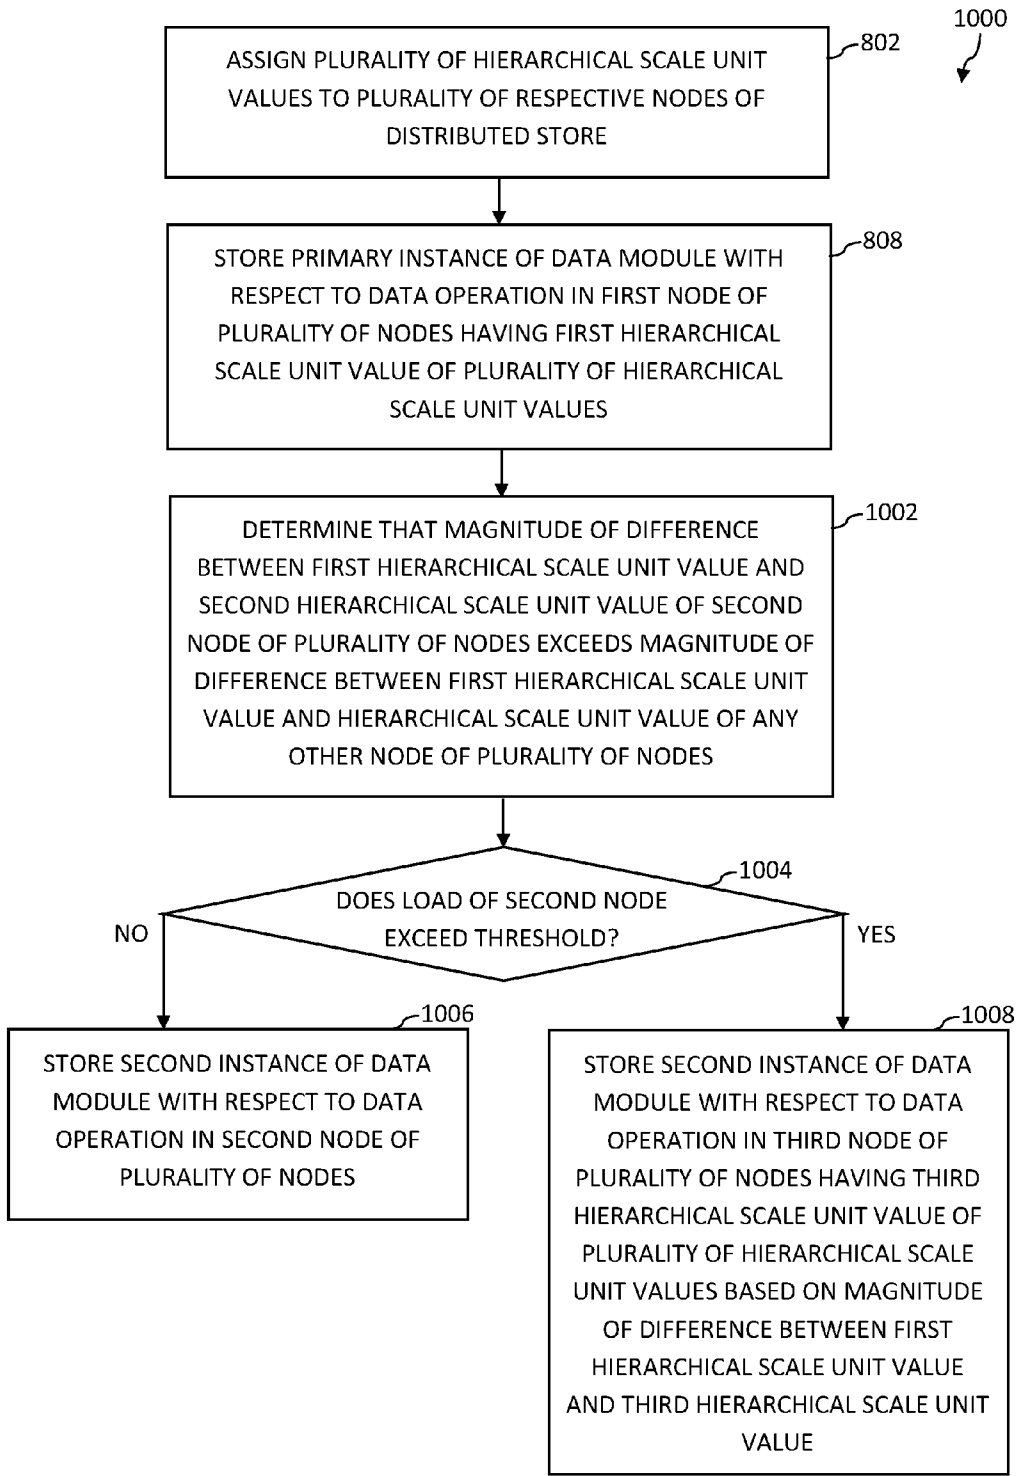 1000
802
ASSIGN PLURALITY OF HIERARCHICAL SCALE UNIT
VALUES TO PLURALITY OF RESPECTIVE NODES OF
DISTRIBUTED STORE
808
STORE PRIMARY INSTANCE OF DATA MODULE WITH
RESPECT TO DATA OPERATION IN FIRST NODE OF
PLURALITY OF NODES HAVING FIRST HIERARCHICAL
SCALE UNIT VALUE OF PLURALITY OF HIERARCHICAL
SCALE UNIT VALUES
1002
DETERMINE THAT MAGNITUDE OF DIFFERENCE
BETWEEN FIRST HIERARCHICAL SCALE UNIT VALUE AND
SECOND HIERARCHICAL SCALE UNIT VALUE OF SECOND
NODE OF PLURALITY OF NODES EXCEEDS MAGNITUDE OF
DIFFERENCE BETWEEN FIRST HIERARCHICAL SCALE UNIT
VALUE AND HIERARCHICAL SCALE UNIT VALUE OF ANY
OTHER NODE OF PLURALITY OF NODES
1004
DOES LOAD OF SECOND NODE
EXCEED THRESHOLD?
NO
YES
1006
STORE SECOND INSTANCE OF DATA
MODULE WITH RESPECT TO DATA
OPERATION IN SECOND NODE OF
PLURALITY OF NODES
1008
STORE SECOND INSTANCE OF DATA
MODULE WITH RESPECT TO DATA
OPERATION IN THIRD NODE OF
PLURALITY OF NODES HAVING THIRD
HIERARCHICAL SCALE UNIT VALUE OF
PLURALITY OF HIERARCHICAL SCALE
UNIT VALUES BASED ON MAGNITUDE
OF DIFFERENCE BETWEEN FIRST
HIERARCHICAL SCALE UNIT VALUE
AND THIRD HIERARCHICAL SCALE UNIT
VALUE